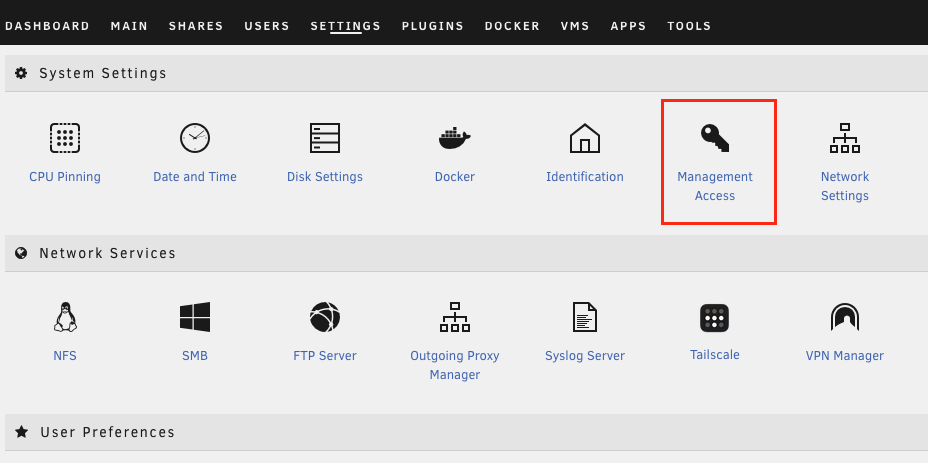 DASHBOARD MAIN SHARES USERS SETTINGS PLUGINS DOCKER VMS APPS TOOLS
System Settings
CPU Pinning
Date and Time
Disk Settings
Docker
Identification
Management
Access
Network
Settings
Network Services
NFS
SMB
FTP Server
Outgoing Proxy
Manager
Syslog Server
Tailscale
VPN Manager
User Preferences